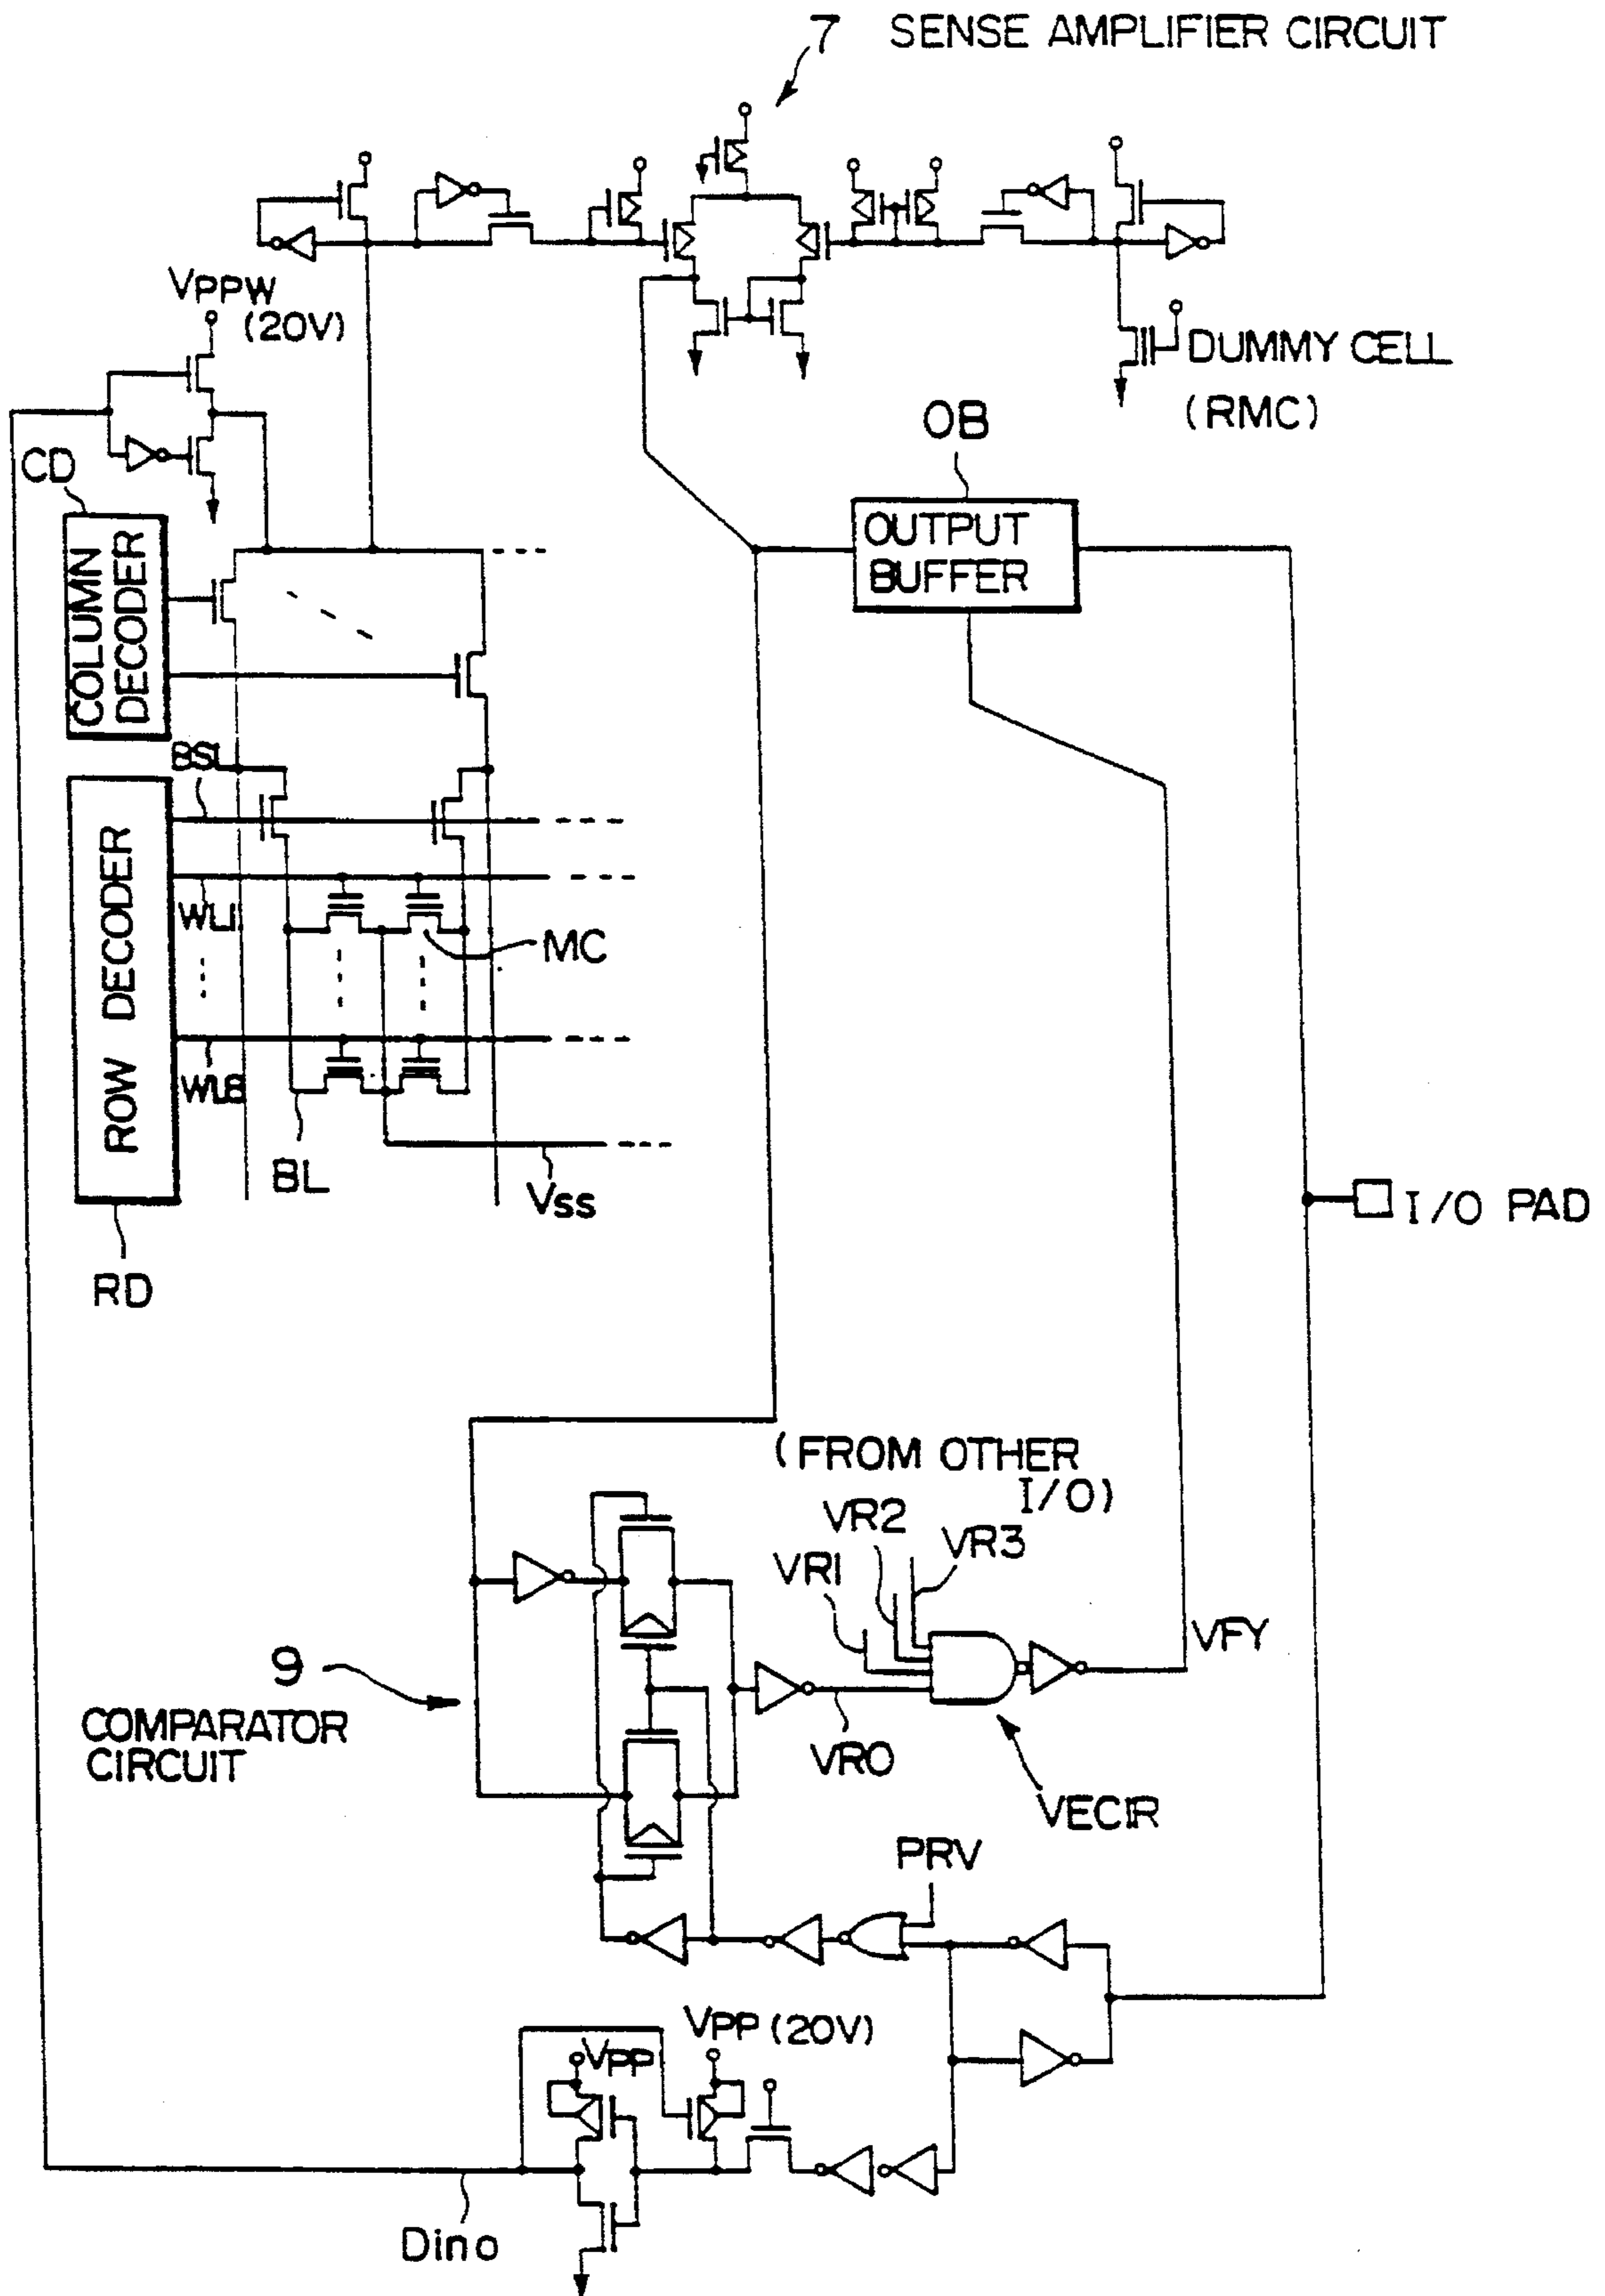 7 SENSE AMPLIFIER CIRCUIT
VPPW
(20V)
DUMMY CELL
(RMC)
OB
CD
OUTPUT
BUFFER
COLUMN
DECODER
BSL
ROW DECODER
WL1
MC
WL8
BL
VSS
I/O PAD
RD
(FROM OTHER
I/O)
VR2
VR3
VR1
VFY
9
COMPARATOR
CIRCUIT
VRO
VECIR
PRV
VPP (20V)
VPP
Dino